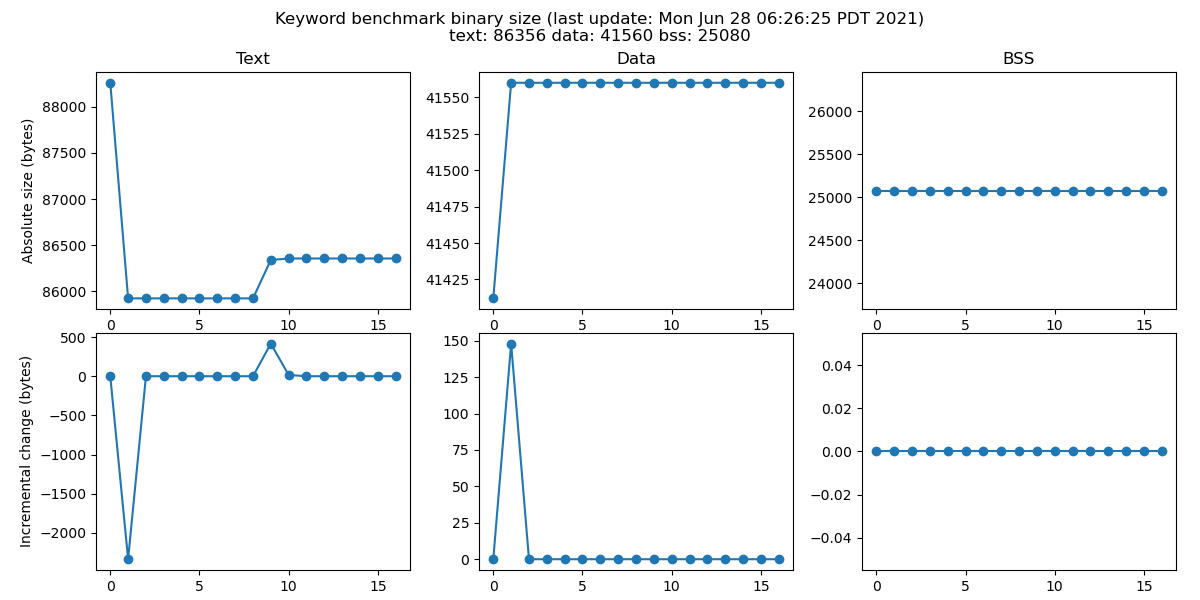 Keyword benchmark binary size (last update: Mon Jun 28 06:26:25 PDT 2021)
text: 86356 data: 41560 bss: 25080
Text
Data
BSS
Absolute size (bytes)
88000
87500
87000
86500
86000
0 5 10 15
41550
41525
41500
41475
41450
41425
0 5 10 15
26000
25500
25000
24500
24000
0 5 10 15
Incremental change (bytes)
500
0
−500
−1000
−1500
−2000
0 5 10 15
150
125
100
75
50
25
0
0 5 10 15
0.04
0.02
0.00
−0.02
−0.04
0 5 10 15